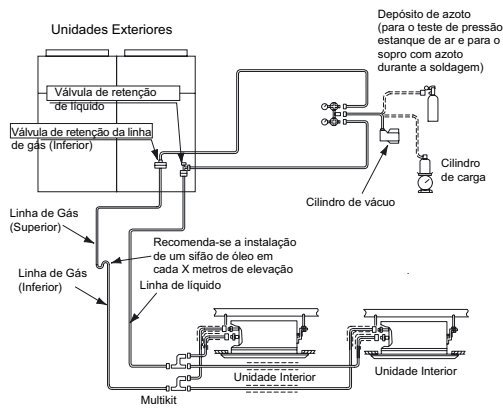 Unidades Exteriores
Depósito de azoto
(para o teste de pressão
estanque de ar e para o
sopro com azoto
durante a soldagem)
Válvula de retenção
de líquido
Válvula de retenção da linha
de gás (Inferior)
Cilindro
de carga
Cilindro de vácuo
Linha de Gás
(Superior)
Recomenda-se a instalação
de um sifão de óleo em
cada X metros de elevação
Linha de Gás
(Inferior)
Linha de líquido
Unidade Interior
Unidade Interior
Multikit